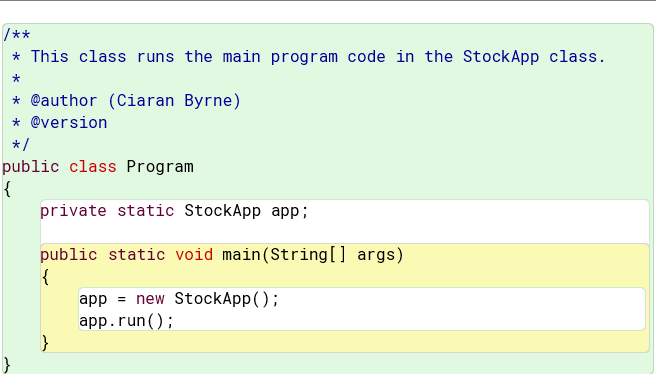 /**
 * This class runs the main program code in the StockApp class.
 *
 * @author (Ciaran Byrne)
 * @version
 */
public class Program
{
    private static StockApp app;

    public static void main(String[] args)
    {
        app = new StockApp();
        app.run();
    }
}